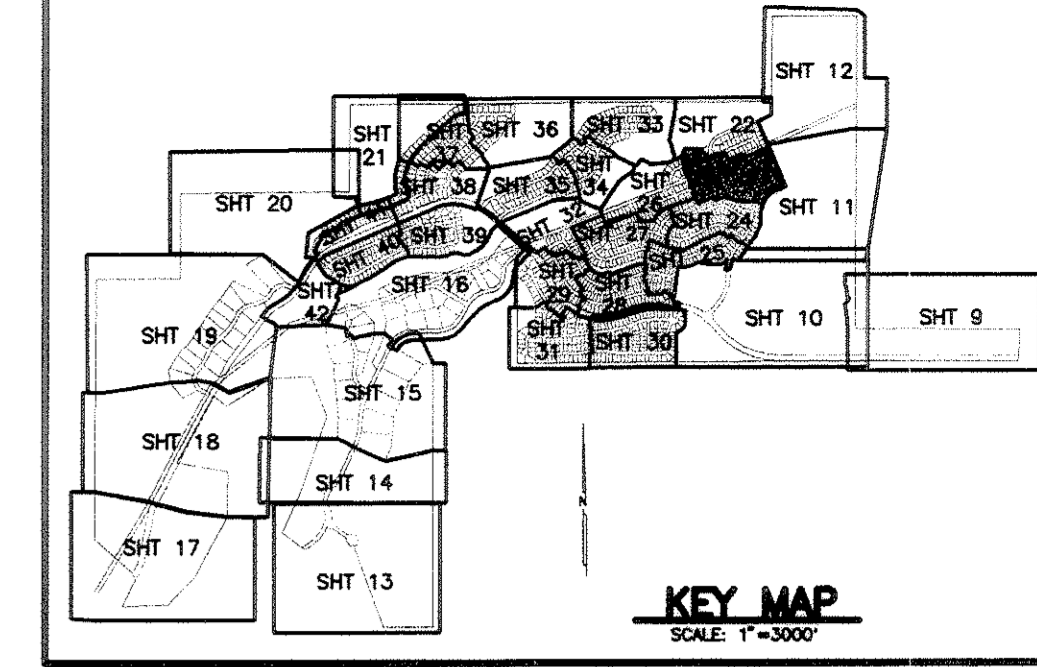 SHT 12
SHT
21
SHT
37
SHT 36
SHT 33
SHT 22
SHT 20
SHT 38
SHT 35
SHT
34
SHT
26
SHT 11
SHT 40
SHT 39
SHT 32
SHT 27
SHT 24
SHT 25
SHT
42
SHT 16
SHT
29
SHT
28
SHT 19
SHT
31
SHT 30
SHT 10
SHT 9
SHT 15
SHT 18
SHT 14
SHT 17
SHT 13
N
KEY MAP
SCALE: 1"=3000'